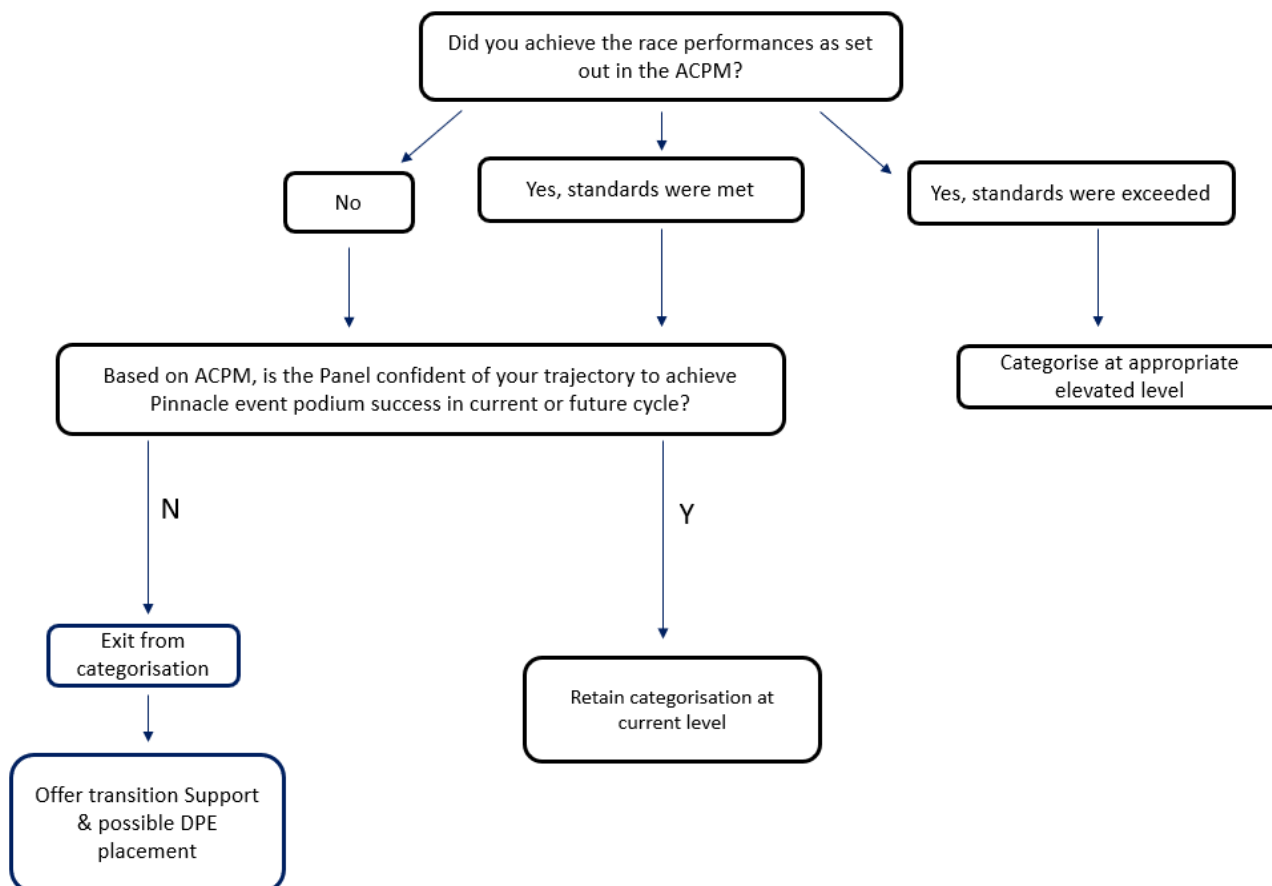 Did you achieve the race performances as set
out in the ACPM?
No
Yes, standards were met
Yes, standards were exceeded
Based on ACPM, is the Panel confident of your trajectory to achieve
Pinnacle event podium success in current or future cycle?
Categorise at appropriate
elevated level
N
Y
Exit from
categorisation
Retain categorisation at
current level
Offer transition Support
& possible DPE
placement